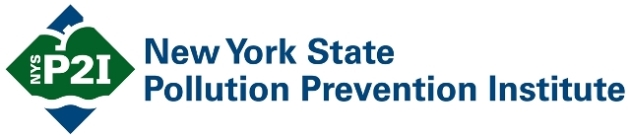 NYS
P2I
New York State
Pollution Prevention Institute